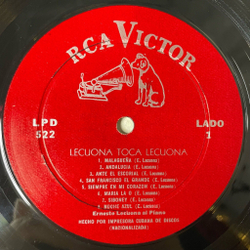 RCA VICTOR
LPD
522
LADO
1
LECUONA TOCA LECUONA
1. MALAGUEÑA (E. Lecuona)
2. ANDALUCIA (E. Lecuona)
3. ANTE EL ESCORIAL (E. Lecuona)
4. SAN FRANCISCO EL GRANDE (E. Lecuona)
5. SIEMPRE EN MI CORAZON (E. Lecuona)
6. MARIA LA O (E. Lecuona)
7. SIBONEY (E. Lecuona)
8. NOCHE AZUL (E. Lecuona)
Ernesto Lecuona al Piano
HECHO POR IMPRESORA CUBANA DE DISCOS
(NACIONALIZADO)